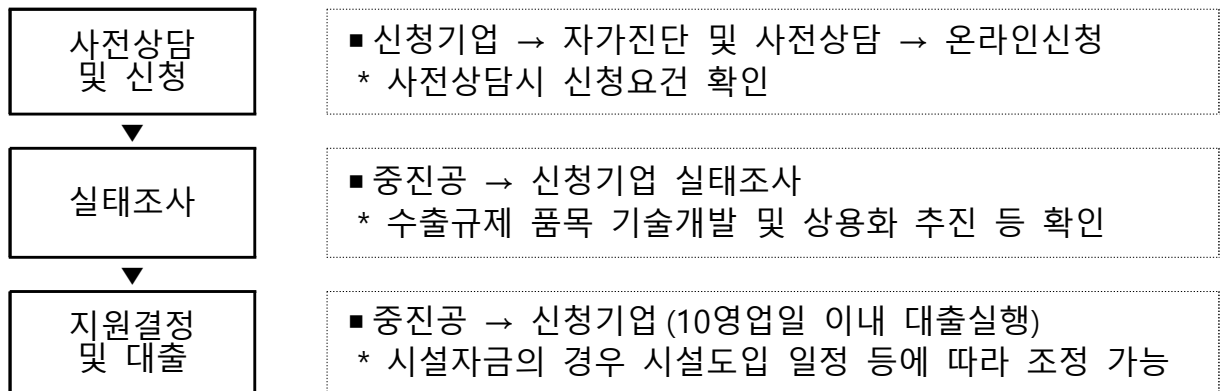 사전상담
및 신청
■ 신청기업 → 자가진단 및 사전상담 → 온라인신청
* 사전상담시 신청요건 확인
▼
실태조사
■ 중진공 → 신청기업 실태조사
* 수출규제 품목 기술개발 및 상용화 추진 등 확인
▼
지원결정
및 대출
■ 중진공 → 신청기업 (10영업일 이내 대출실행)
* 시설자금의 경우 시설도입 일정 등에 따라 조정 가능